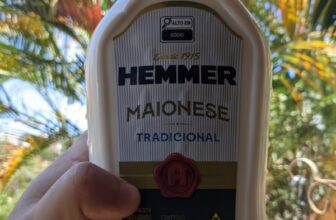 ALTO EM
SÓDIO
Desde 1915
HEMMER
MAIONESE
TRADICIONAL